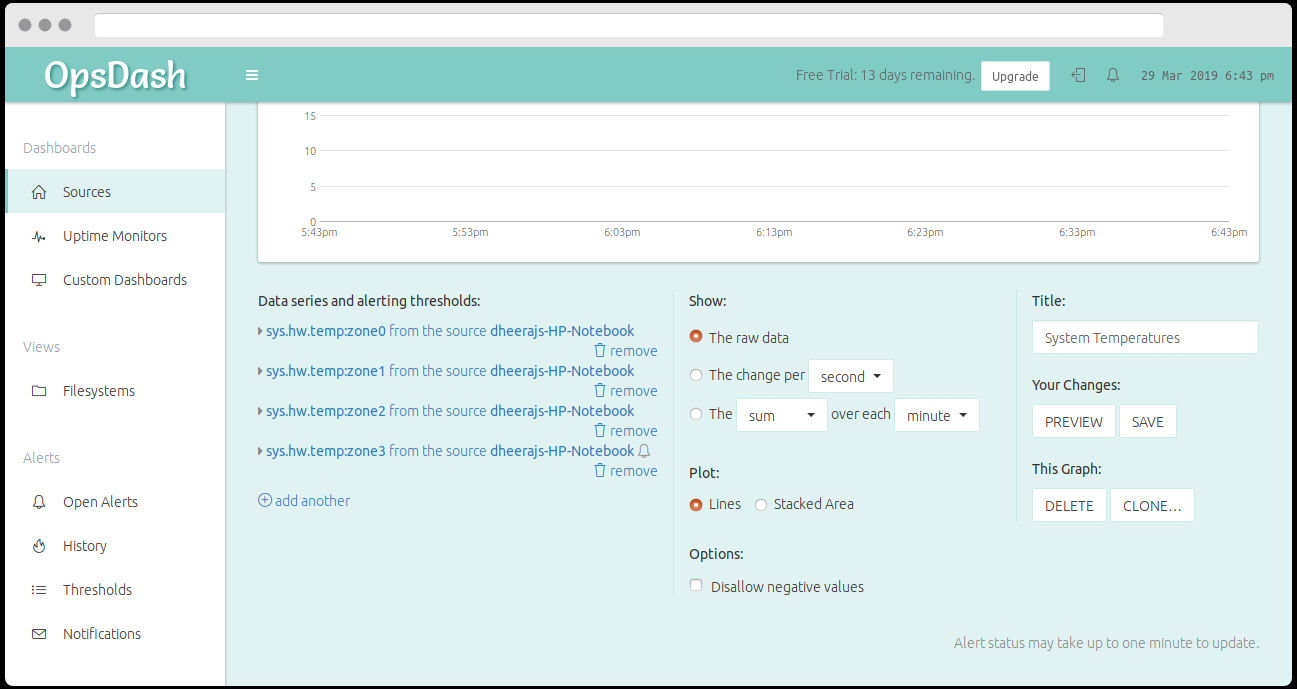 OpsDash
Free Trial: 13 days remaining. Upgrade 29 Mar 2019 6:43 pm
Dashboards
Sources
Uptime Monitors
Custom Dashboards
Views
Filesystems
Alerts
Open Alerts
History
Thresholds
Notifications
15
10
5
0
5:43pm 5:53pm 6:03pm 6:13pm 6:23pm 6:33pm 6:43pm
Data series and alerting thresholds:
sys.hw.temp:zone0 from the source dheerajs-HP-Notebook
remove
sys.hw.temp:zone1 from the source dheerajs-HP-Notebook
remove
sys.hw.temp:zone2 from the source dheerajs-HP-Notebook
remove
sys.hw.temp:zone3 from the source dheerajs-HP-Notebook
remove
add another
Show:
The raw data
The change per second
The sum over each minute
Plot:
Lines Stacked Area
Options:
Disallow negative values
Title:
System Temperatures
Your Changes:
PREVIEW SAVE
This Graph:
DELETE CLONE...
Alert status may take up to one minute to update.